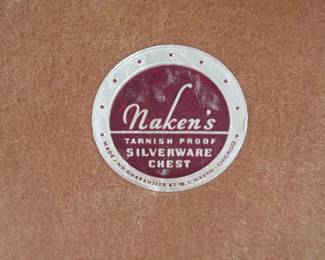 Naken's
TARNISH PROOF
SILVERWARE
CHEST
MADE AND GUARANTEED BY W. L. NAKEN - CHICAGO